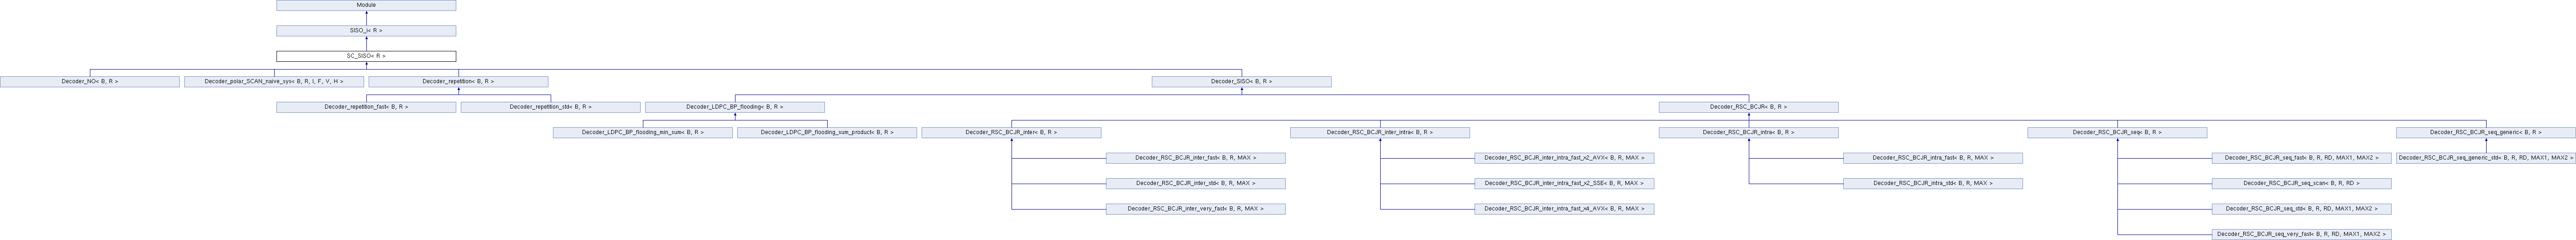 Module
SISO_i< R >
SC_SISO< R >
Decoder_NO< B, R >
Decoder_polar_SCAN_naive_sys< B, R, I, F, V, H >
Decoder_repetition< B, R >
Decoder_SISO< B, R >
Decoder_repetition_fast< B, R >
Decoder_repetition_std< B, R >
Decoder_LDPC_BP_flooding< B, R >
Decoder_RSC_BCJR< B, R >
Decoder_LDPC_BP_flooding_min_sum< B, R >
Decoder_LDPC_BP_flooding_sum_product< B, R >
Decoder_RSC_BCJR_inter< B, R >
Decoder_RSC_BCJR_inter_intra< B, R >
Decoder_RSC_BCJR_intra< B, R >
Decoder_RSC_BCJR_seq< B, R >
Decoder_RSC_BCJR_seq_generic< B, R >
Decoder_RSC_BCJR_inter_fast< B, R, MAX >
Decoder_RSC_BCJR_inter_intra_fast_x2_AVX< B, R, MAX >
Decoder_RSC_BCJR_intra_fast< B, R, MAX >
Decoder_RSC_BCJR_seq_fast< B, R, RD, MAX1, MAX2 >
Decoder_RSC_BCJR_seq_generic_std< B, R, RD, MAX1, MAX2 >
Decoder_RSC_BCJR_inter_std< B, R, MAX >
Decoder_RSC_BCJR_inter_intra_fast_x2_SSE< B, R, MAX >
Decoder_RSC_BCJR_intra_std< B, R, MAX >
Decoder_RSC_BCJR_seq_scan< B, R, RD >
Decoder_RSC_BCJR_inter_very_fast< B, R, MAX >
Decoder_RSC_BCJR_inter_intra_fast_x4_AVX< B, R, MAX >
Decoder_RSC_BCJR_seq_std< B, R, RD, MAX1, MAX2 >
Decoder_RSC_BCJR_seq_very_fast< B, R, RD, MAX1, MAX2 >